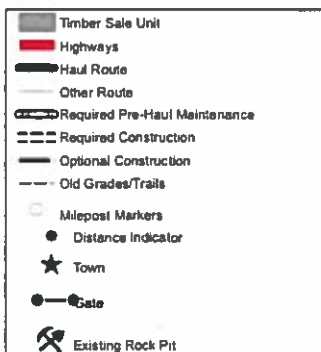 Timber Sale Unit
Highways
Haul Route
Other Route
Required Pre-Haul Maintenance
Required Construction
Optional Construction
Old Grades/Trails
Milepost Markers
Distance Indicator
Town
Gate
Existing Rock Pit